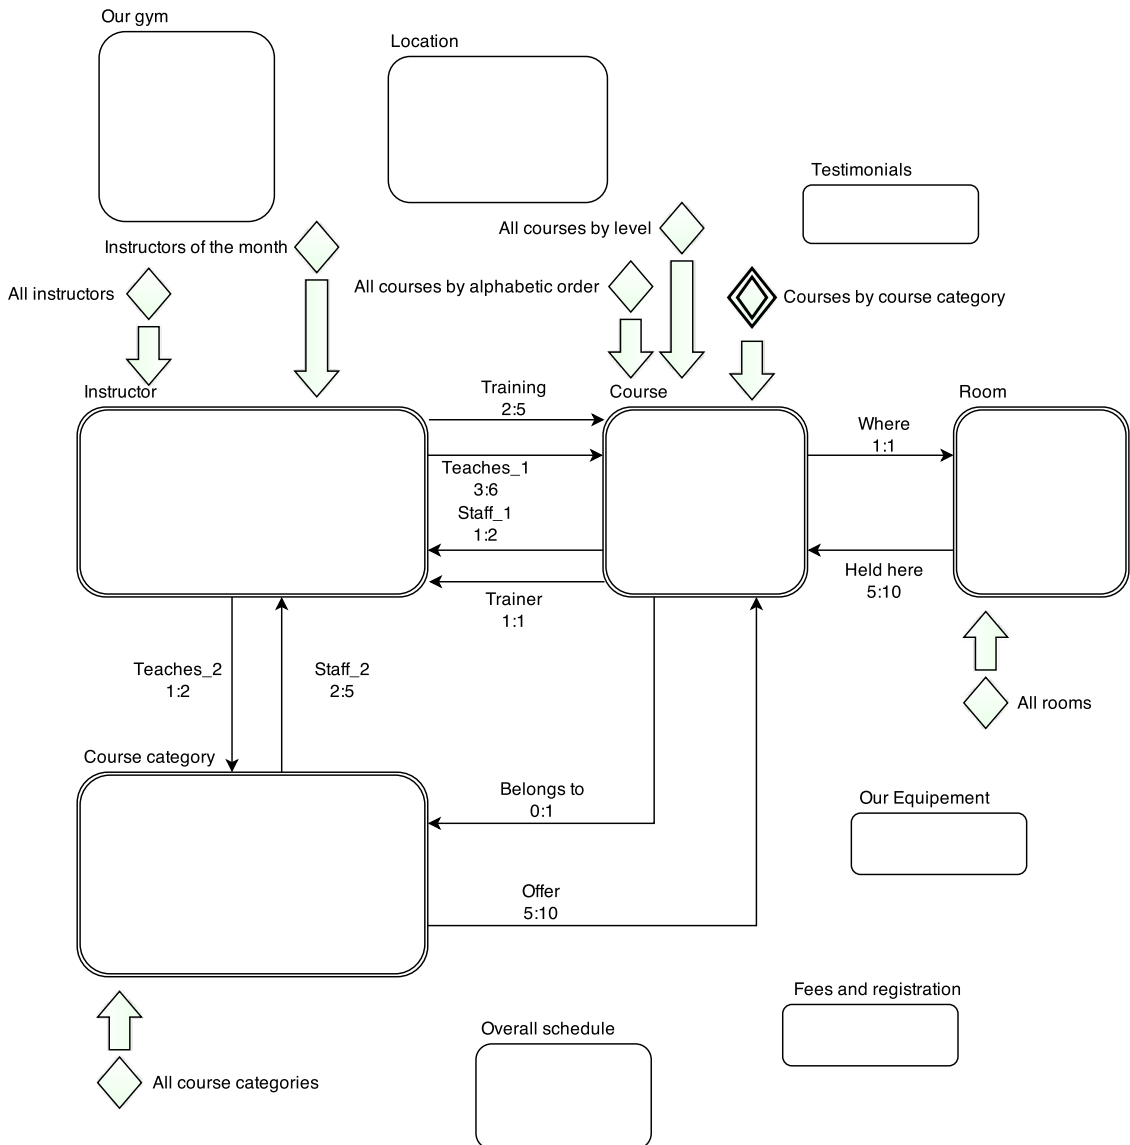 Our gym
Location
Testimonials
All courses by level
Instructors of the month
All instructors
All courses by alphabetic order
Courses by course category
Instructor
Training
2:5
Course
Room
Where
1:1
Teaches_1
3:6
Staff_1
1:2
Held here
5:10
Trainer
1:1
Teaches_2
1:2
Staff_2
2:5
All rooms
Course category
Belongs to
0:1
Our Equipement
Offer
5:10
Fees and registration
Overall schedule
All course categories